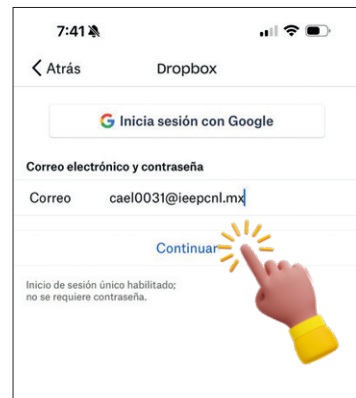 7:41
Atrás
Dropbox
Inicia sesión con Google
Correo electrónico y contraseña
Correo cael0031@ieepcnl.mx
Continuar
Inicio de sesión único habilitado;
no se requiere contraseña.